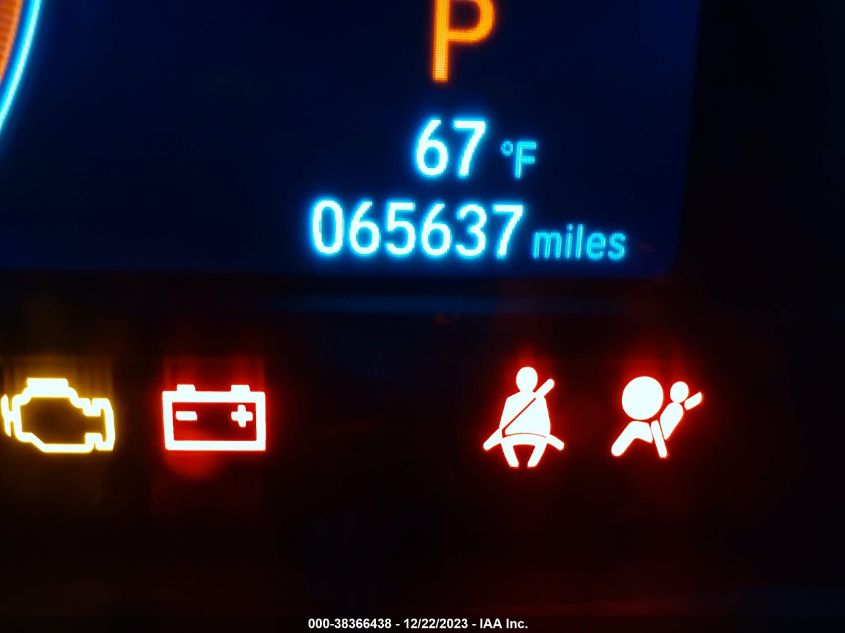 P
67 °F
065637 miles
000-38366438 - 12/22/2023 - IAA Inc.